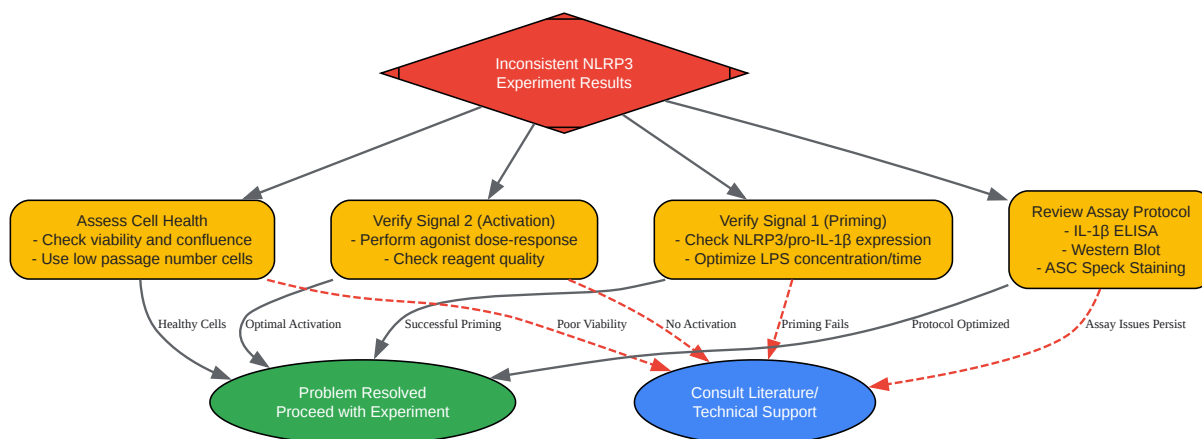 Inconsistent NLRP3
Experiment Results
Assess Cell Health
- Check viability and confluence
- Use low passage number cells
Verify Signal 2 (Activation)
- Perform agonist dose-response
- Check reagent quality
Verify Signal 1 (Priming)
- Check NLRP3/pro-IL-1β expression
- Optimize LPS concentration/time
Review Assay Protocol
- IL-1β ELISA
- Western Blot
- ASC Speck Staining
Healthy Cells
Optimal Activation
Successful Priming
Poor Viability
No Activation
Priming Fails
Protocol Optimized
Assay Issues Persist
Problem Resolved
Proceed with Experiment
Consult Literature/
Technical Support